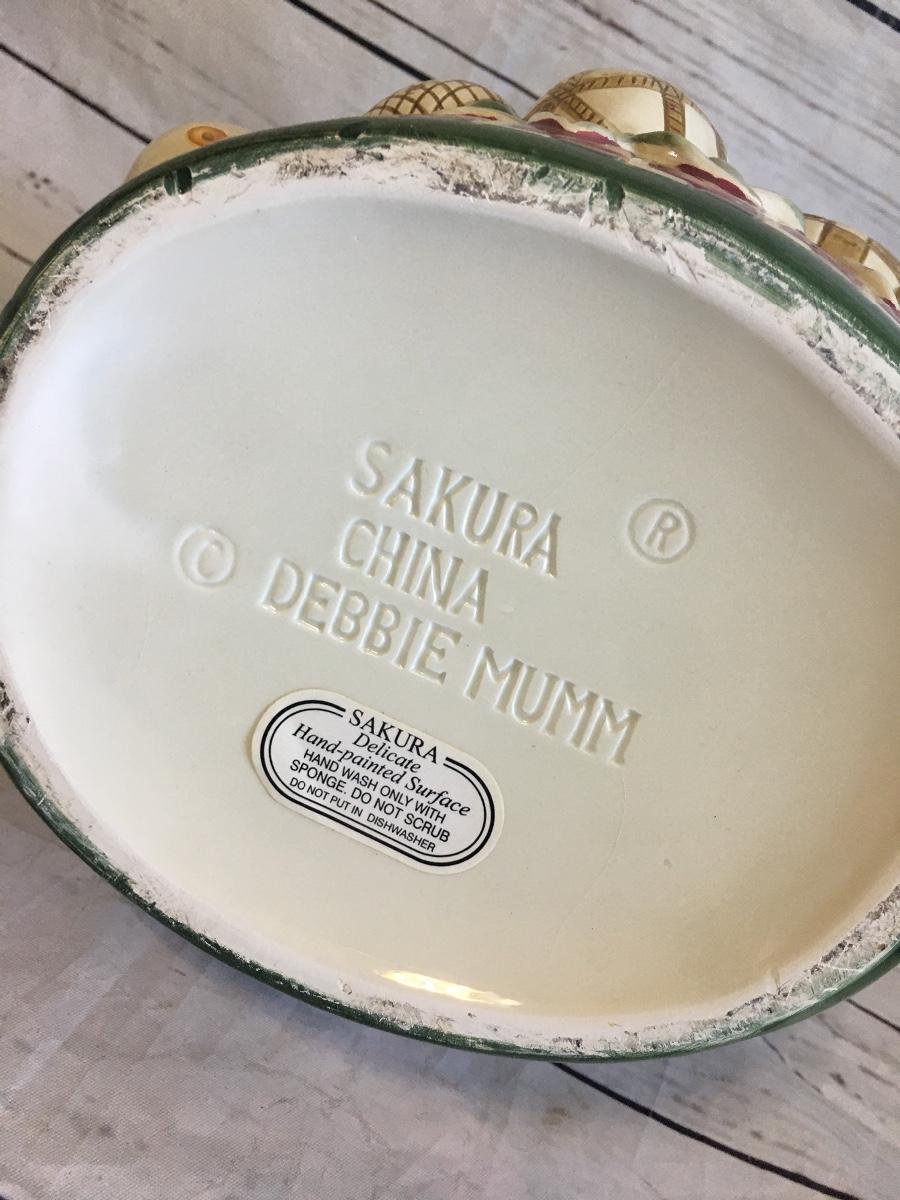 SAKURA ®
CHINA
© DEBBIE MUMM
SAKURA
Delicate
Hand-painted Surface
HAND WASH ONLY WITH
SPONGE. DO NOT SCRUB
DO NOT PUT IN DISHWASHER